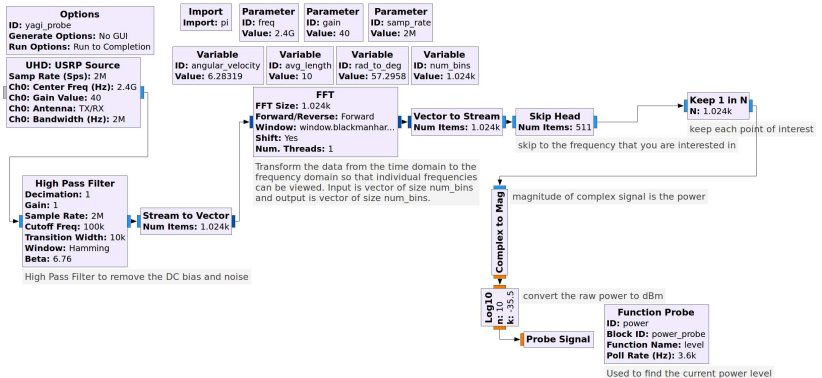 Options
ID: yagi_probe
Generate Options: No GUI
Run Options: Run to Completion
Import
Import: pi
Parameter
ID: freq
Value: 2.4G
Parameter
ID: gain
Value: 40
Parameter
ID: samp_rate
Value: 2M
Variable
ID: angular_velocity
Value: 6.28319
Variable
ID: avg_length
Value: 10
Variable
ID: rad_to_deg
Value: 57.2958
Variable
ID: num_bins
Value: 1.024k
UHD: USRP Source
Samp Rate (Sps): 2M
Ch0: Center Freq (Hz): 2.4G
Ch0: Gain Value: 40
Ch0: Antenna: TX/RX
Ch0: Bandwidth (Hz): 2M
High Pass Filter
Decimation: 1
Gain: 1
Sample Rate: 2M
Cutoff Freq: 100k
Transition Width: 10k
Window: Hamming
Beta: 6.76
High Pass Filter to remove the DC bias and noise
Stream to Vector
Num Items: 1.024k
FFT
FFT Size: 1.024k
Forward/Reverse: Forward
Window: window.blackmanhar...
Shift: Yes
Num. Threads: 1
Transform the data from the time domain to the
frequency domain so that individual frequencies
can be viewed. Input is vector of size num_bins
and output is vector of size num_bins.
Vector to Stream
Num Items: 1.024k
Skip Head
Num Items: 511
skip to the frequency that you are interested in
Keep 1 in N
N: 1.024k
keep each point of interest
Complex to Mag
magnitude of complex signal is the power
Log10
n: 10
k: -35.5
convert the raw power to dBm
Probe Signal
Function Probe
ID: power
Block ID: power_probe
Function Name: level
Poll Rate (Hz): 3.6k
Used to find the current power level